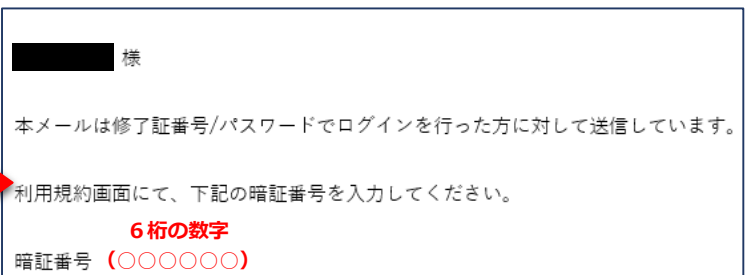 様
本メールは修了証番号/パスワードでログインを行った方に対して送信しています。
利用規約画面にて、下記の暗証番号を入力してください。
６桁の数字
暗証番号（○○○○○○）